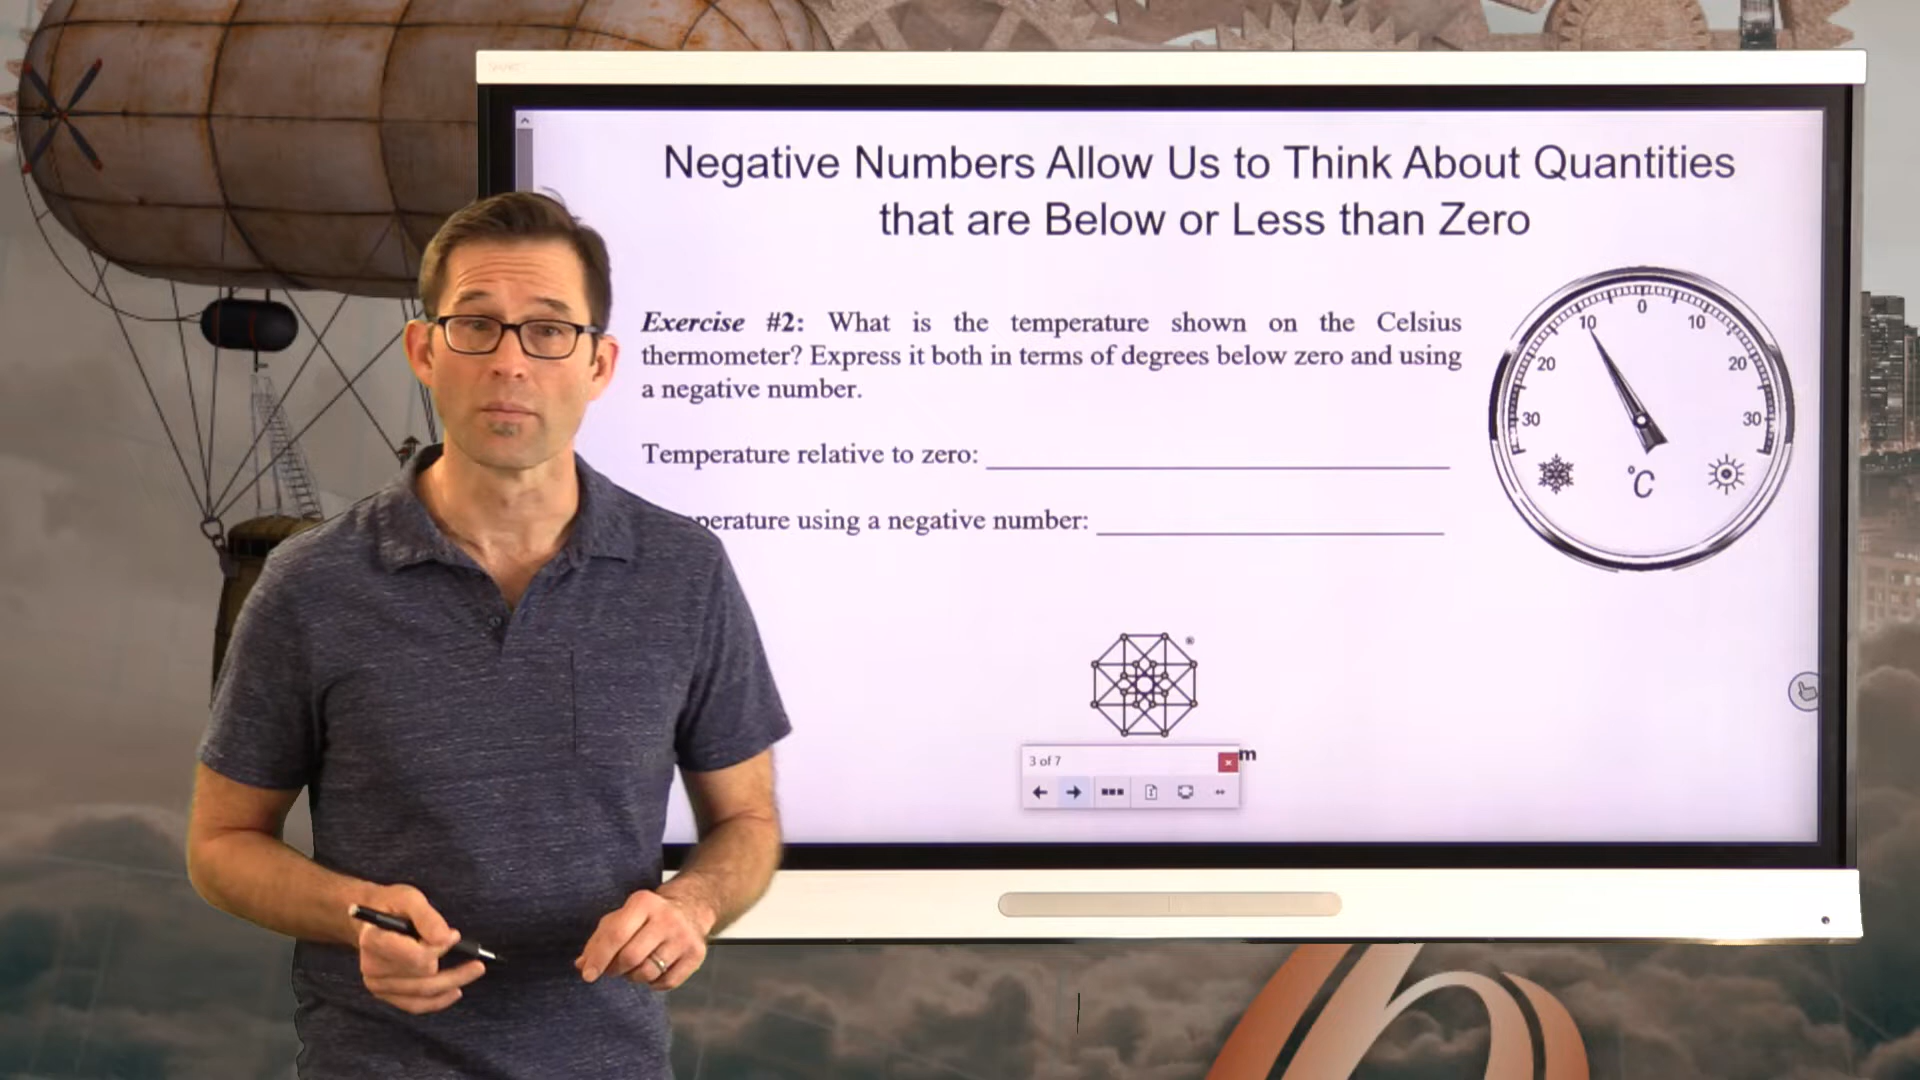 Negative Numbers Allow Us to Think About Quantities
that are Below or Less than Zero
Exercise #2: What is the temperature shown on the Celsius
thermometer? Express it both in terms of degrees below zero and using
a negative number.
Temperature relative to zero:
perature using a negative number:
0
10
10
20
20
30
30
°C
®
m
3 of 7